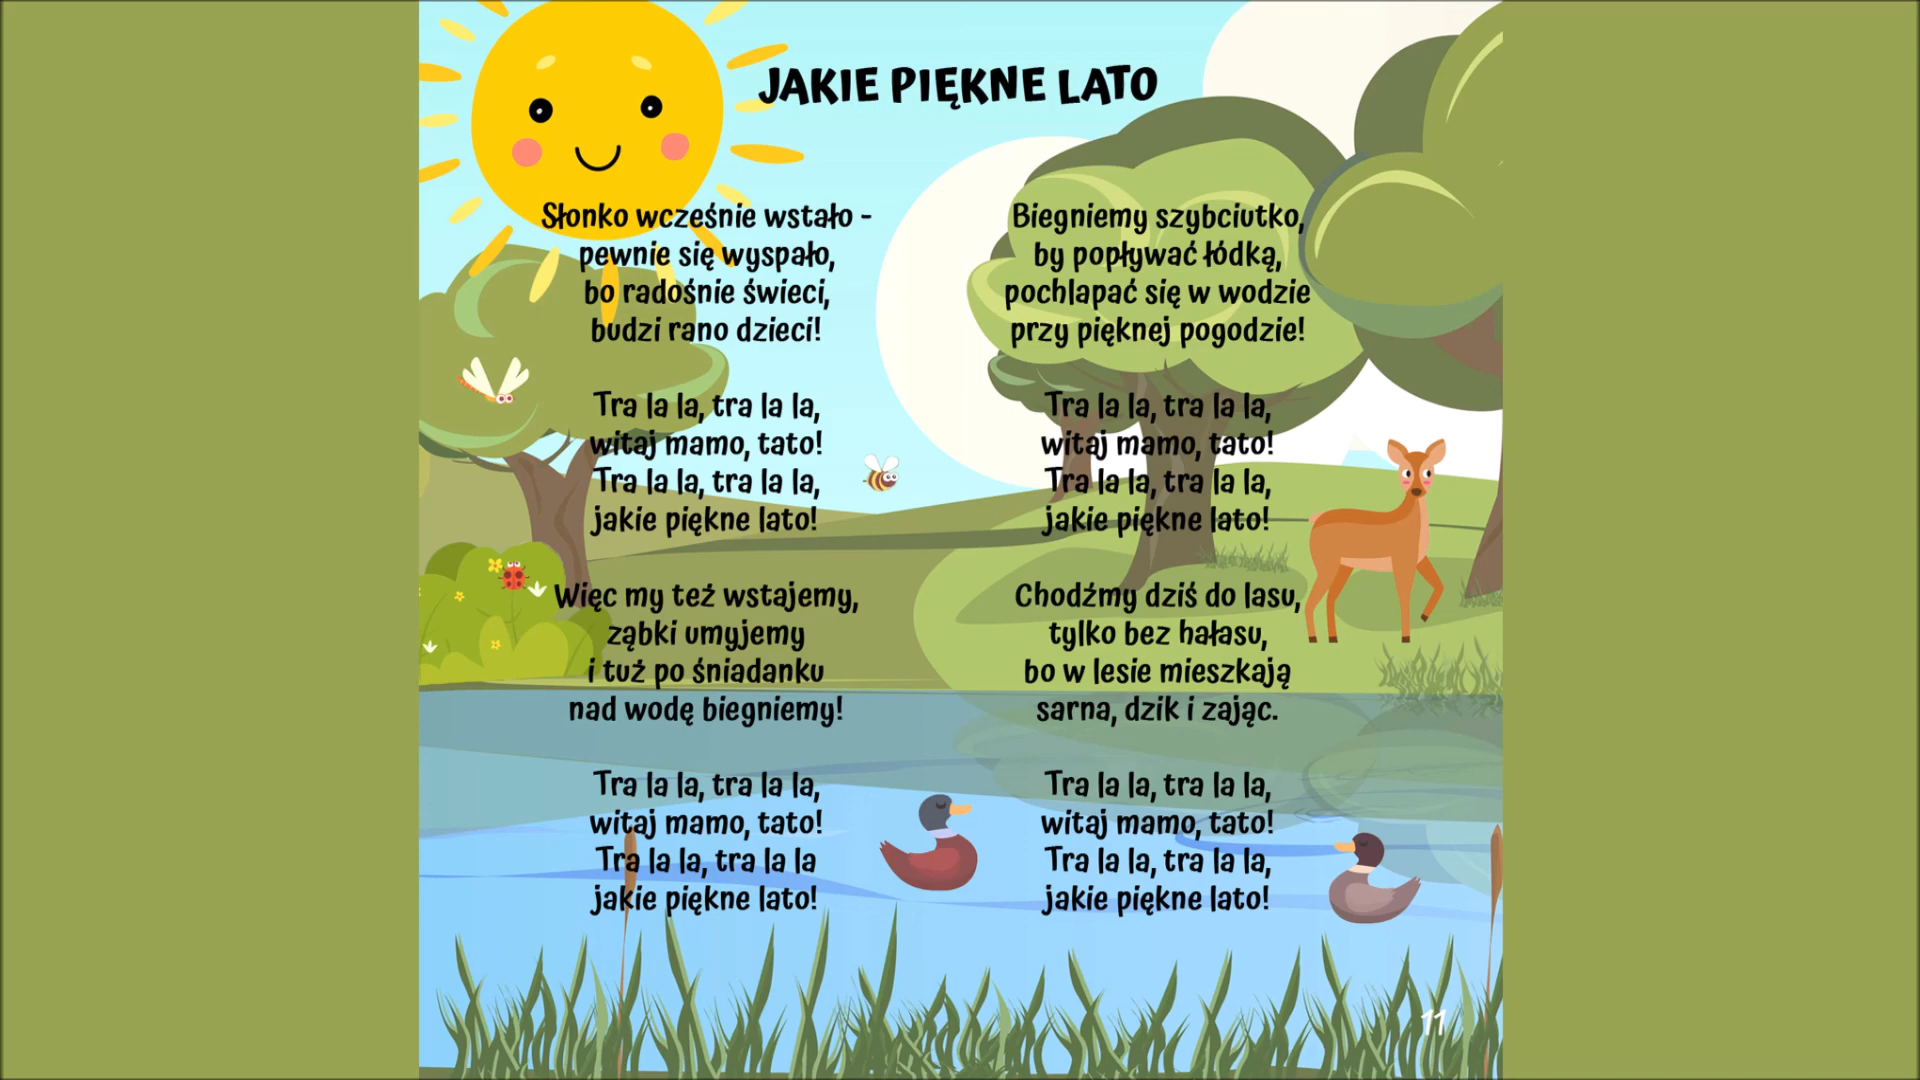 JAKIE PIĘKNE LATO
Słonko wcześnie wstało -
pewnie się wyspało,
bo radośnie świeci,
budzi rano dzieci!
Tra la la, tra la la,
witaj mamo, tato!
Tra la la, tra la la,
jakie piękne lato!
Więc my też wstajemy,
ząbki umyjemy
i tuż po śniadanku
nad wodę biegniemy!
Tra la la, tra la la,
witaj mamo, tato!
Tra la la, tra la la
jakie piękne lato!
Biegniemy szybciutko,
by popływać łódką,
pochlapać się w wodzie
przy pięknej pogodzie!
Tra la la, tra la la,
witaj mamo, tato!
Tra la la, tra la la,
jakie piękne lato!
Chodźmy dziś do lasu,
tylko bez hałasu,
bo w lesie mieszkają
sarna, dzik i zając.
Tra la la, tra la la,
witaj mamo, tato!
Tra la la, tra la la,
jakie piękne lato!
11